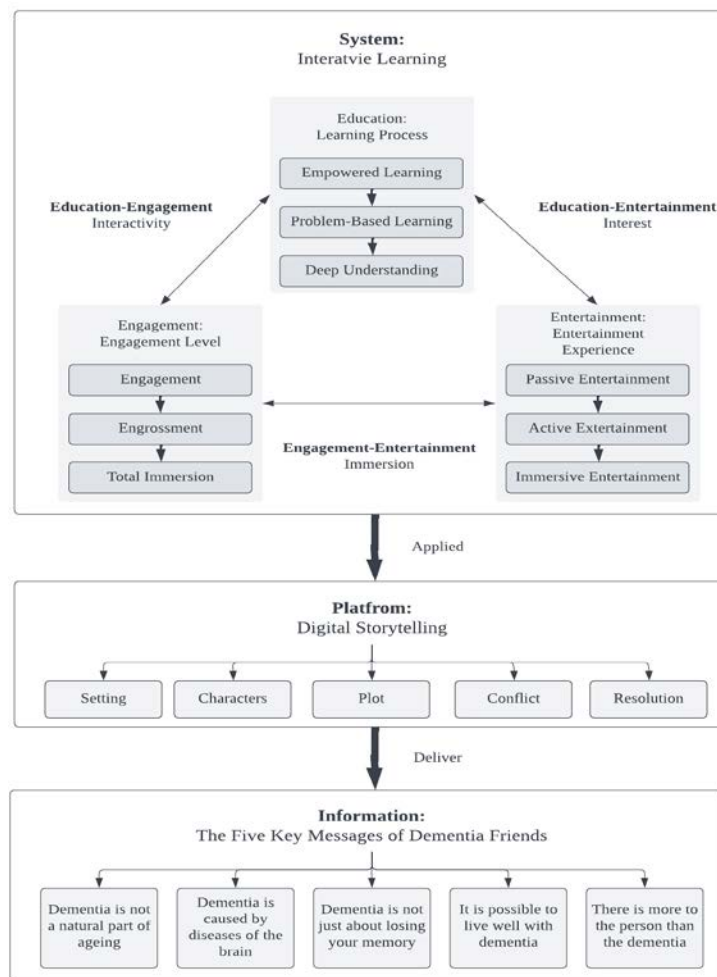 System:
Interatvie Learning
Education:
Learning Process
Empowered Learning
Problem-Based Learning
Deep Understanding
Education-Engagement
Interactivity
Education-Entertainment
Interest
Engagement:
Engagement Level
Engagement
Engrossment
Total Immersion
Entertainment:
Entertainment
Experience
Passive Entertainment
Active Extertainment
Immersive Entertainment
Engagement-Entertainment
Immersion
Applied
Platfrom:
Digital Storytelling
Setting
Characters
Plot
Conflict
Resolution
Deliver
Information:
The Five Key Messages of Dementia Friends
Dementia is not
a natural part of
ageing
Dementia is
caused by
diseases of the
brain
Dementia is not
just about losing
your memory
It is possible to
live well with
dementia
There is more to
the person than
the dementia